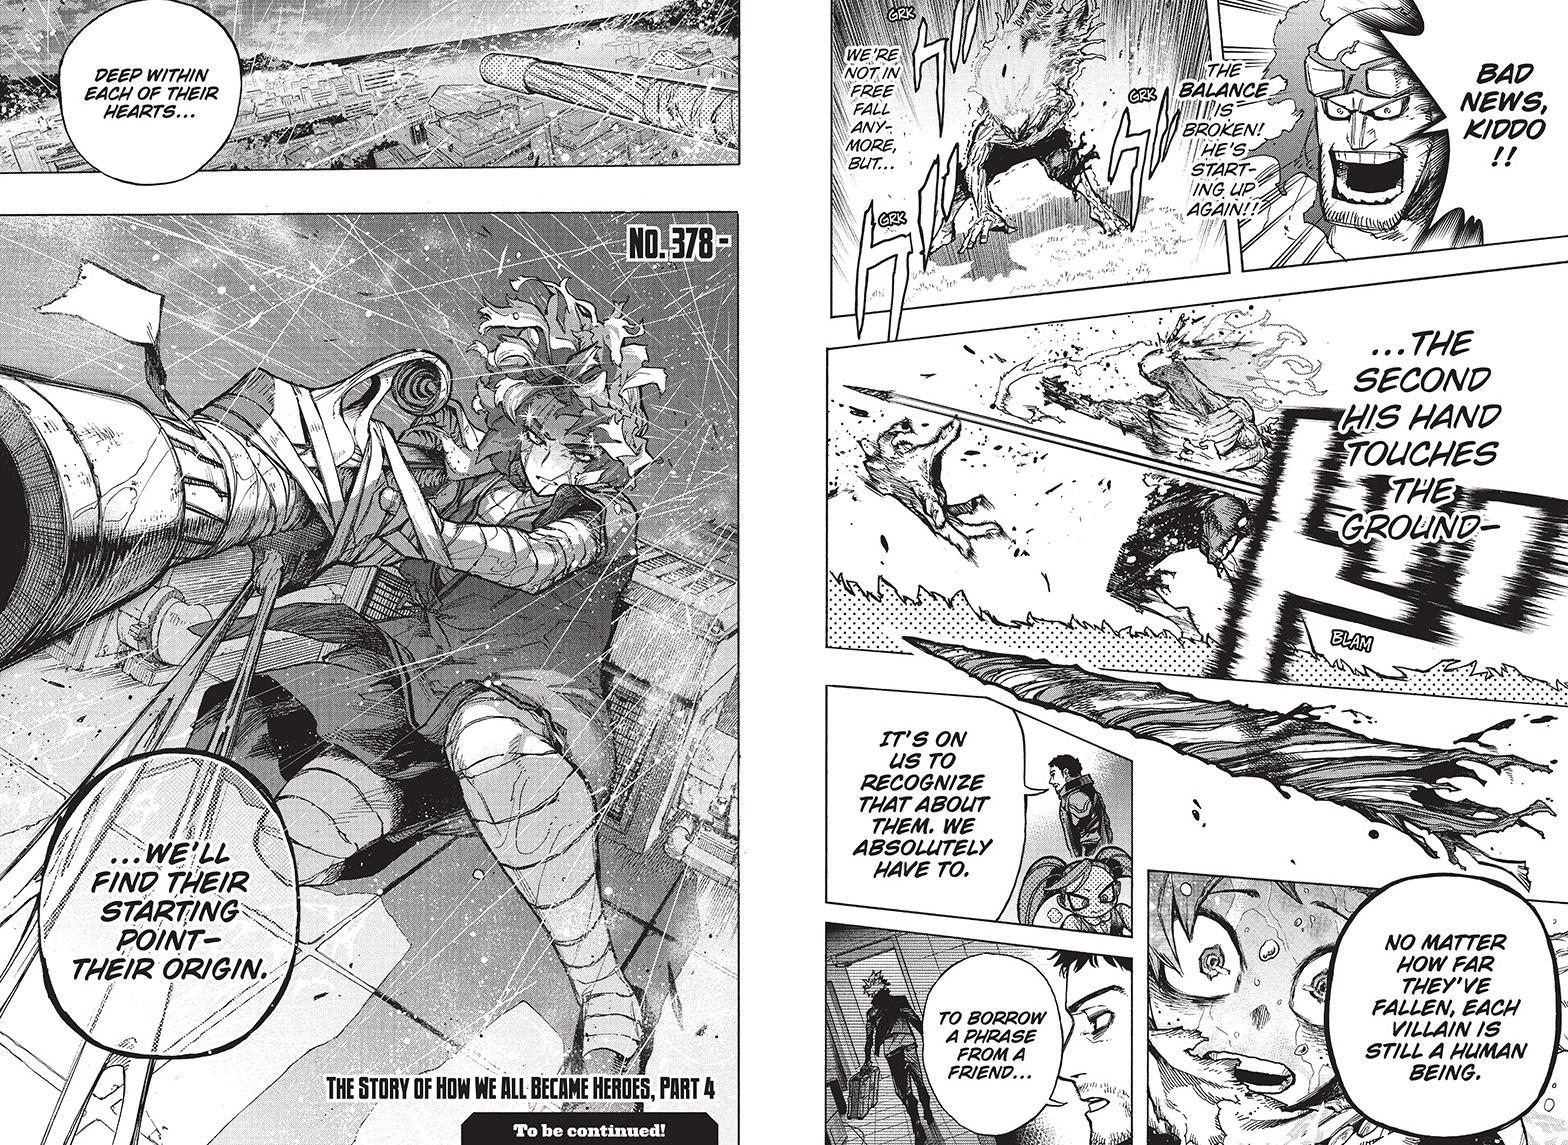 BAD
NEWS,
KIDDO
!!
THE
BALANCE
IS
BROKEN!
HE'S
START-
ING UP
AGAIN!!
GRK
GRK
GRK
WE'RE
NOT IN
FREE
FALL
ANY-
MORE,
BUT...
...THE
SECOND
HIS HAND
TOUCHES
THE
GROUND–
BLAM
IT'S ON
US TO
RECOGNIZE
THAT ABOUT
THEM. WE
ABSOLUTELY
HAVE TO.
NO MATTER
HOW FAR
THEY'VE
FALLEN, EACH
VILLAIN IS
STILL A HUMAN
BEING.
TO BORROW
A PHRASE
FROM A
FRIEND...
DEEP WITHIN
EACH OF THEIR
HEARTS...
NO. 378 -
...WE'LL
FIND THEIR
STARTING
POINT–
THEIR ORIGIN.
THE STORY OF HOW WE ALL BECAME HEROES, PART 4
To be continued!